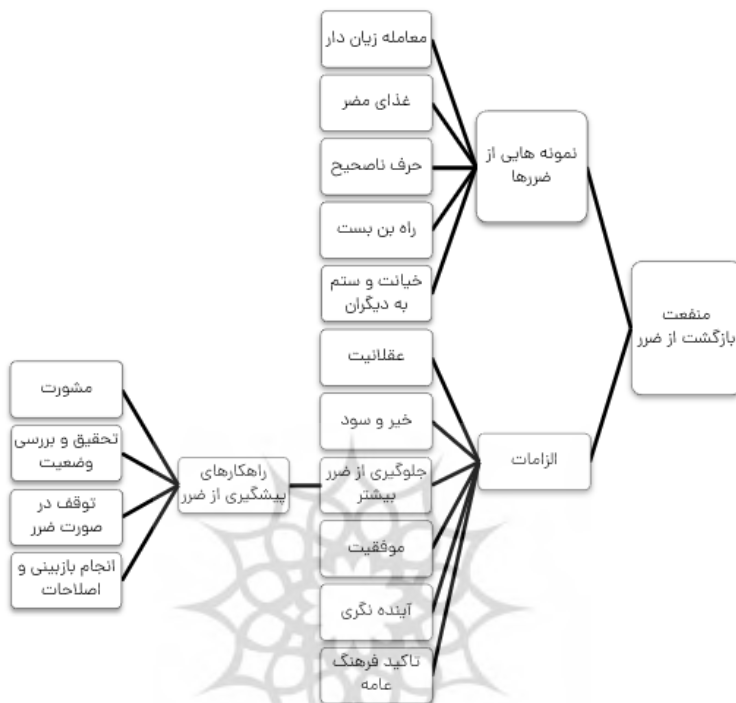 منفعت
بازگشت از ضرر
نمونه هایی از
ضررها
معامله زیان دار
غذای مضر
حرف ناصحیح
راه بن بست
خیانت و ستم
به دیگران
الزامات
عقلانیت
خیر و سود
جلوگیری از ضرر
بیشتر
موفقیت
آینده نگری
تاکید فرهنگ
عامه
راهکارهای
پیشگیری از ضرر
مشورت
تحقیق و بررسی
وضعیت
توقف در
صورت ضرر
انجام بازبینی و
اصلاحات